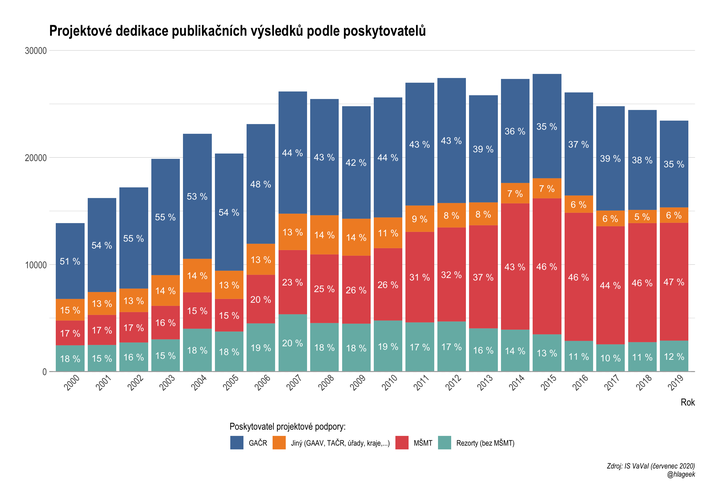 Projektové dedikace publikačních výsledků podle poskytovatelů
30000
20000
10000
0
51 % 54 % 55 % 55 % 53 % 54 % 48 % 44 % 43 % 42 % 44 % 43 % 43 % 39 % 36 % 35 % 37 % 39 % 38 % 35 %
15 % 13 % 13 % 14 % 14 % 13 % 13 % 13 % 14 % 14 % 11 % 9 % 8 % 8 % 7 % 7 % 6 % 6 % 5 % 6 %
17 % 17 % 17 % 16 % 15 % 15 % 20 % 23 % 25 % 26 % 26 % 31 % 32 % 37 % 43 % 46 % 46 % 44 % 46 % 47 %
18 % 15 % 16 % 15 % 18 % 18 % 19 % 20 % 18 % 18 % 19 % 17 % 17 % 16 % 14 % 13 % 11 % 10 % 11 % 12 %
2000 2001 2002 2003 2004 2005 2006 2007 2008 2009 2010 2011 2012 2013 2014 2015 2016 2017 2018 2019
Rok
Poskytovatel projektové podpory:
GAČR Jiný (GAAV, TAČR, úřady, kraje,...) MŠMT Rezorty (bez MŠMT)
Zdroj: IS VaVaI (červenec 2020)
@hlageek